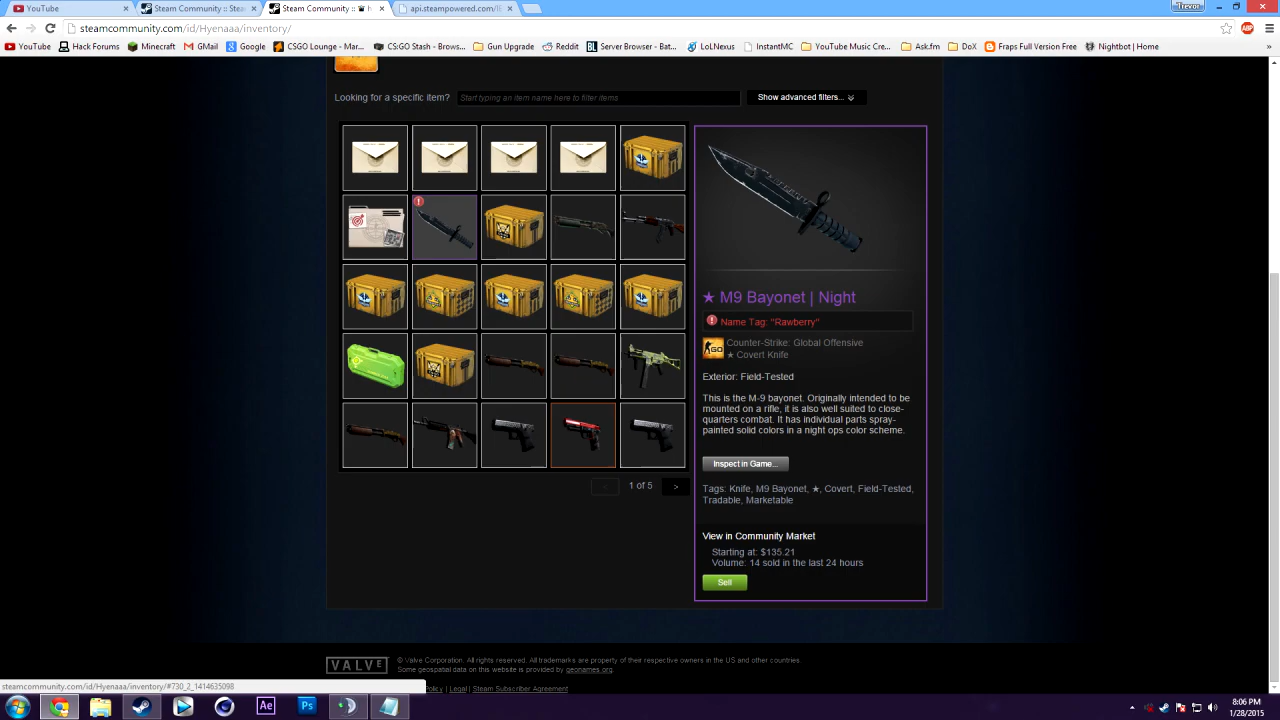 YouTube
Steam Community :: Stea
Steam Community ::
api.steampowered.com/I
Trevor
steamcommunity.com/id/Hyenaaa/inventory/
ABP
YouTube
Hack Forums
Minecraft
GMail
Google
CSGO Lounge - Mar...
CS:GO Stash - Brows...
Gun Upgrade
Reddit
BL
Server Browser - Bat...
LoLNexus
InstantMC
YouTube Music Cre...
Ask.fm
DoX
Fraps Full Version Free
Nightbot | Home
»
Looking for a specific item?
Start typing an item name here to filter items
Show advanced filters...
★ M9 Bayonet | Night
Name Tag: "Rawberry"
GO
Counter-Strike: Global Offensive
★ Covert Knife
Exterior: Field-Tested
This is the M-9 bayonet. Originally intended to be
mounted on a rifle, it is also well suited to close-
quarters combat. It has individual parts spray-
painted solid colors in a night ops color scheme.
Inspect in Game...
1 of 5
<
>
Tags: Knife, M9 Bayonet, ★, Covert, Field-Tested,
Tradable, Marketable
View in Community Market
Starting at: $135.21
Volume: 14 sold in the last 24 hours
Sell
VALVE
© Valve Corporation. All rights reserved. All trademarks are property of their respective owners in the US and other countries.
Some geospatial data on this website is provided by geonames.org.
steamcommunity.com/id/Hyenaaa/inventory/#730_2_1414635098
Policy | Legal | Steam Subscriber Agreement
Ae
Ps
8:06 PM
1/28/2015